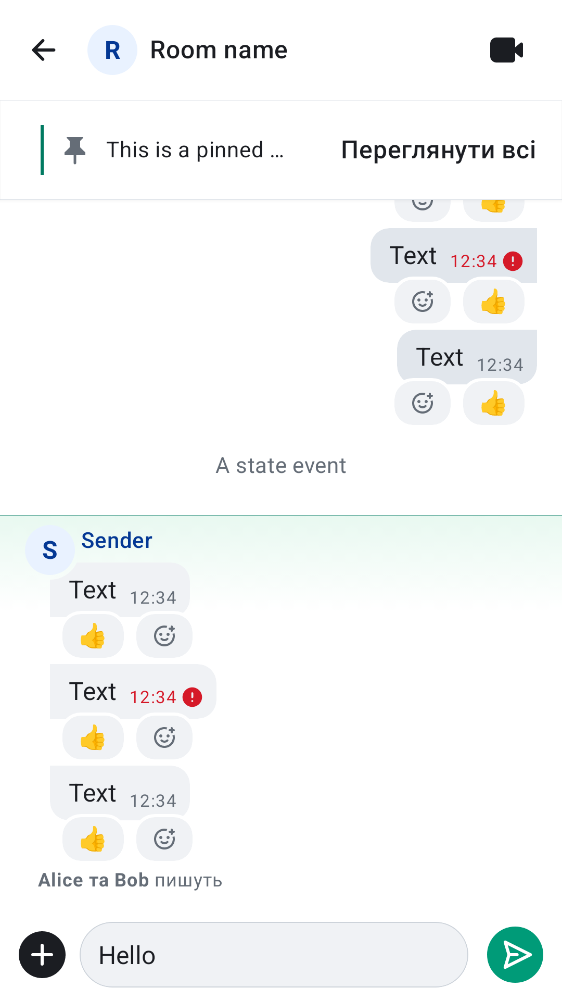 R Room name
This is a pinned … Переглянути всі
Text 12:34
Text 12:34
A state event
S Sender
Text 12:34
Text 12:34
Text 12:34
Alice та Bob пишуть
Hello